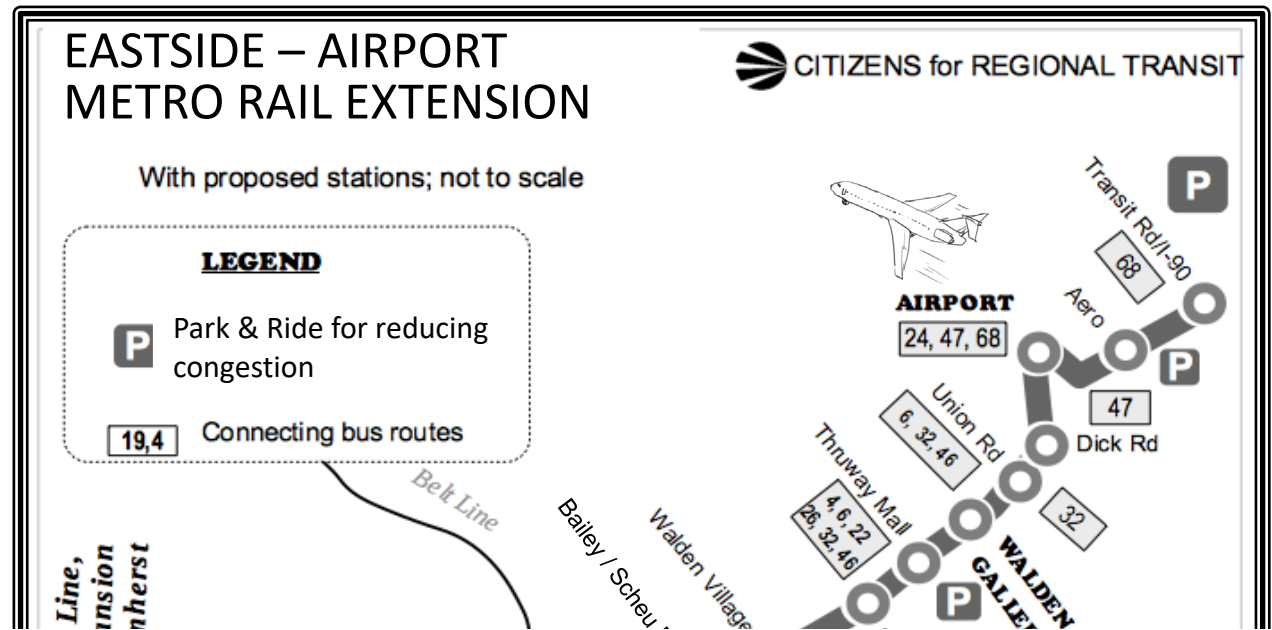 EASTSIDE – AIRPORT
METRO RAIL EXTENSION
CITIZENS for REGIONAL TRANSIT
With proposed stations; not to scale
LEGEND
P
Park & Ride for reducing
congestion
19,4
Connecting bus routes
Belt Line
Line,
Bailey / Scheu
Walden Village
Thruway Mall
4, 6, 22
26, 32, 46
Union Rd
6, 32, 46
AIRPORT
24, 47, 68
Aero
Transit Rd/I-90
68
P
P
47
Dick Rd
32
WALDEN
P